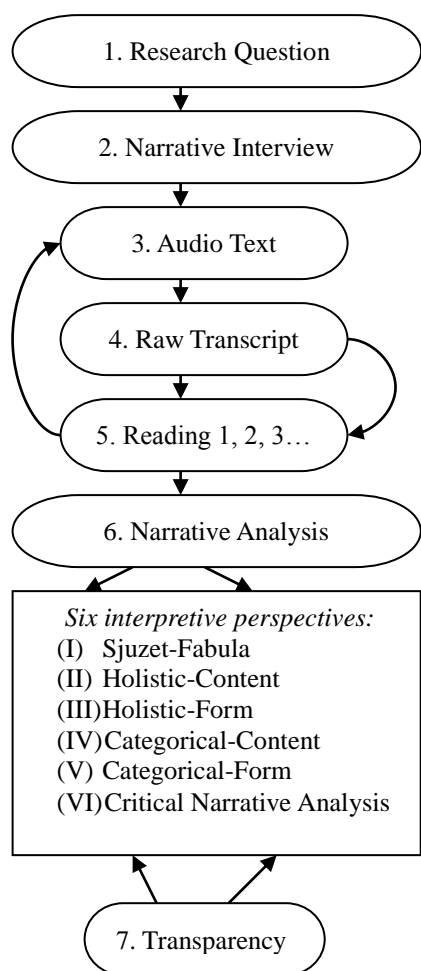 1. Research Question
2. Narrative Interview
3. Audio Text
4. Raw Transcript
5. Reading 1, 2, 3…
6. Narrative Analysis
Six interpretive perspectives:
(I) Sjuzet-Fabula
(II) Holistic-Content
(III)Holistic-Form
(IV)Categorical-Content
(V) Categorical-Form
(VI)Critical Narrative Analysis
7. Transparency